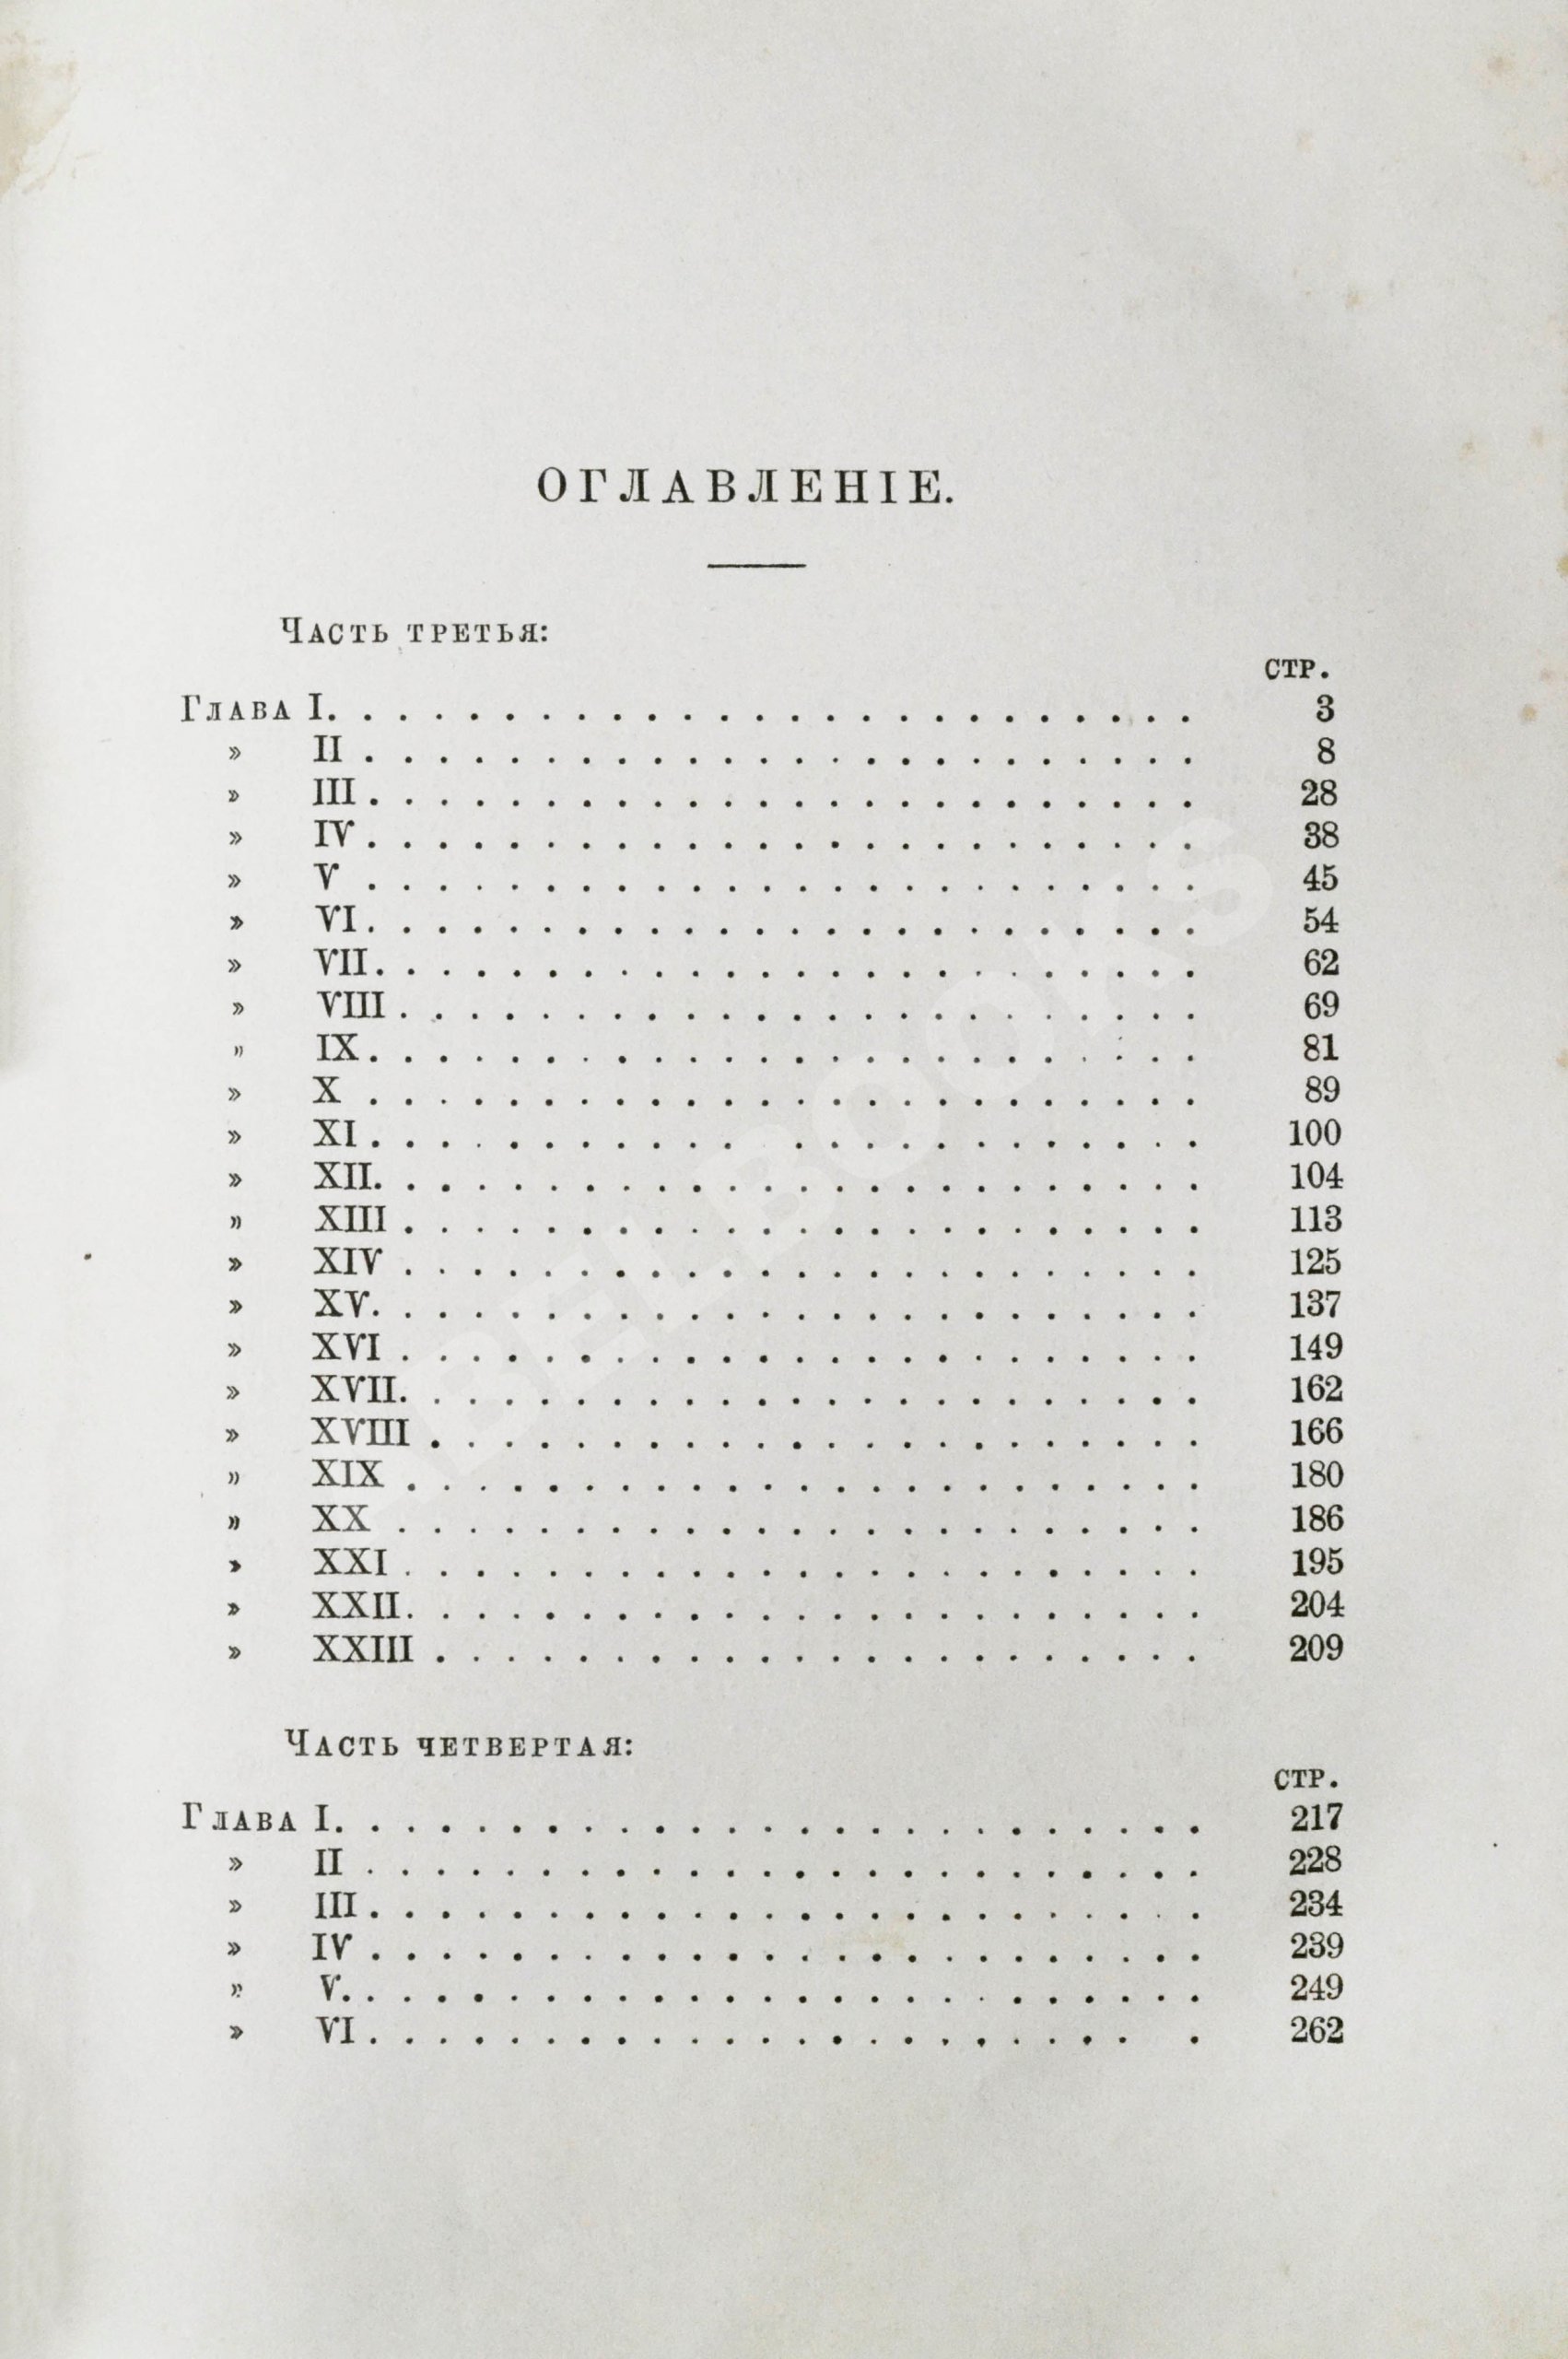 ОГЛАВЛЕНІЕ.
Часть третья:
стр.
Глава I. . . . . . . . . . . . . . . . . . . . . . . . . 3
» II . . . . . . . . . . . . . . . . . . . . . . . . 8
» III . . . . . . . . . . . . . . . . . . . . . . . . 28
» IV . . . . . . . . . . . . . . . . . . . . . . . . 38
» V . . . . . . . . . . . . . . . . . . . . . . . . 45
» VI . . . . . . . . . . . . . . . . . . . . . . . . 54
» VII . . . . . . . . . . . . . . . . . . . . . . . . 62
» VIII . . . . . . . . . . . . . . . . . . . . . . . 69
» IX . . . . . . . . . . . . . . . . . . . . . . . . 81
» X . . . . . . . . . . . . . . . . . . . . . . . . 89
» XI . . . . . . . . . . . . . . . . . . . . . . . 100
» XII. . . . . . . . . . . . . . . . . . . . . . . . 104
» XIII . . . . . . . . . . . . . . . . . . . . . . . 113
» XIV . . . . . . . . . . . . . . . . . . . . . . . 125
» XV. . . . . . . . . . . . . . . . . . . . . . . . 137
» XVI . . . . . . . . . . . . . . . . . . . . . . . 149
» XVII. . . . . . . . . . . . . . . . . . . . . . . 162
» XVIII . . . . . . . . . . . . . . . . . . . . . . 166
» XIX . . . . . . . . . . . . . . . . . . . . . . . 180
» XX . . . . . . . . . . . . . . . . . . . . . . . 186
» XXI . . . . . . . . . . . . . . . . . . . . . . . 195
» XXII. . . . . . . . . . . . . . . . . . . . . . . 204
» XXIII . . . . . . . . . . . . . . . . . . . . . . 209
Часть четвертая:
стр.
Глава I. . . . . . . . . . . . . . . . . . . . . . . . . 217
» II . . . . . . . . . . . . . . . . . . . . . . . . 228
» III . . . . . . . . . . . . . . . . . . . . . . . . 234
» IV . . . . . . . . . . . . . . . . . . . . . . . . 239
» V. . . . . . . . . . . . . . . . . . . . . . . . . 249
» VI . . . . . . . . . . . . . . . . . . . . . . . 262